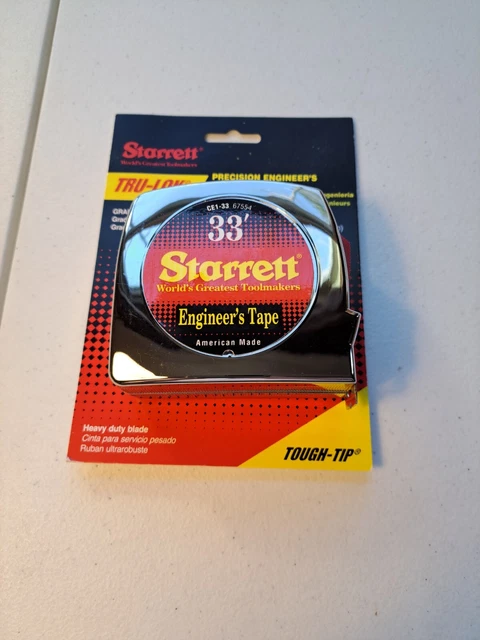 Starrett®
World's Greatest Toolmakers
TRU-LOK
PRECISION ENGINEER'S
CE1-33 67554
33'
Starrett®
World's Greatest Toolmakers
Engineer's Tape
American Made
Heavy duty blade
Cinta para servicio pesado
Ruban ultrarobuste
TOUGH-TIP®